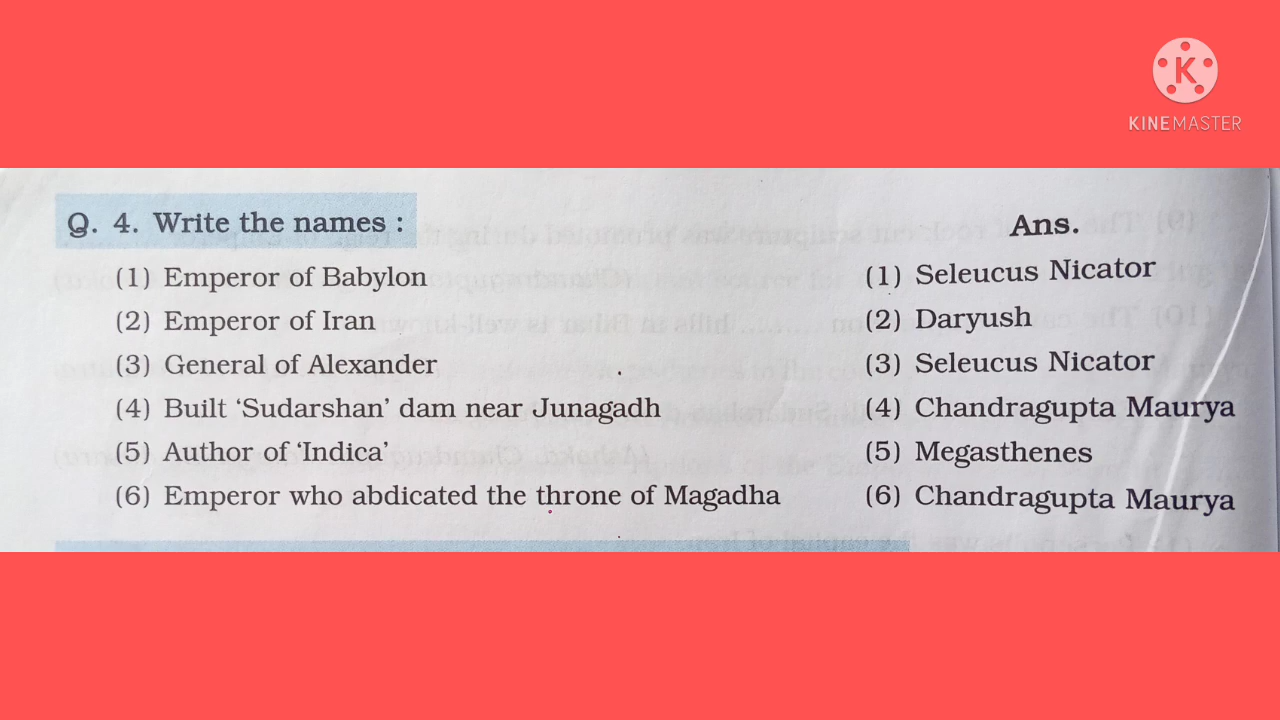 K
KINEMASTER
Q. 4. Write the names :
Ans.
(1) Emperor of Babylon (1) Seleucus Nicator
(2) Emperor of Iran (2) Daryush
(3) General of Alexander (3) Seleucus Nicator
(4) Built ‘Sudarshan’ dam near Junagadh (4) Chandragupta Maurya
(5) Author of ‘Indica’ (5) Megasthenes
(6) Emperor who abdicated the throne of Magadha (6) Chandragupta Maurya